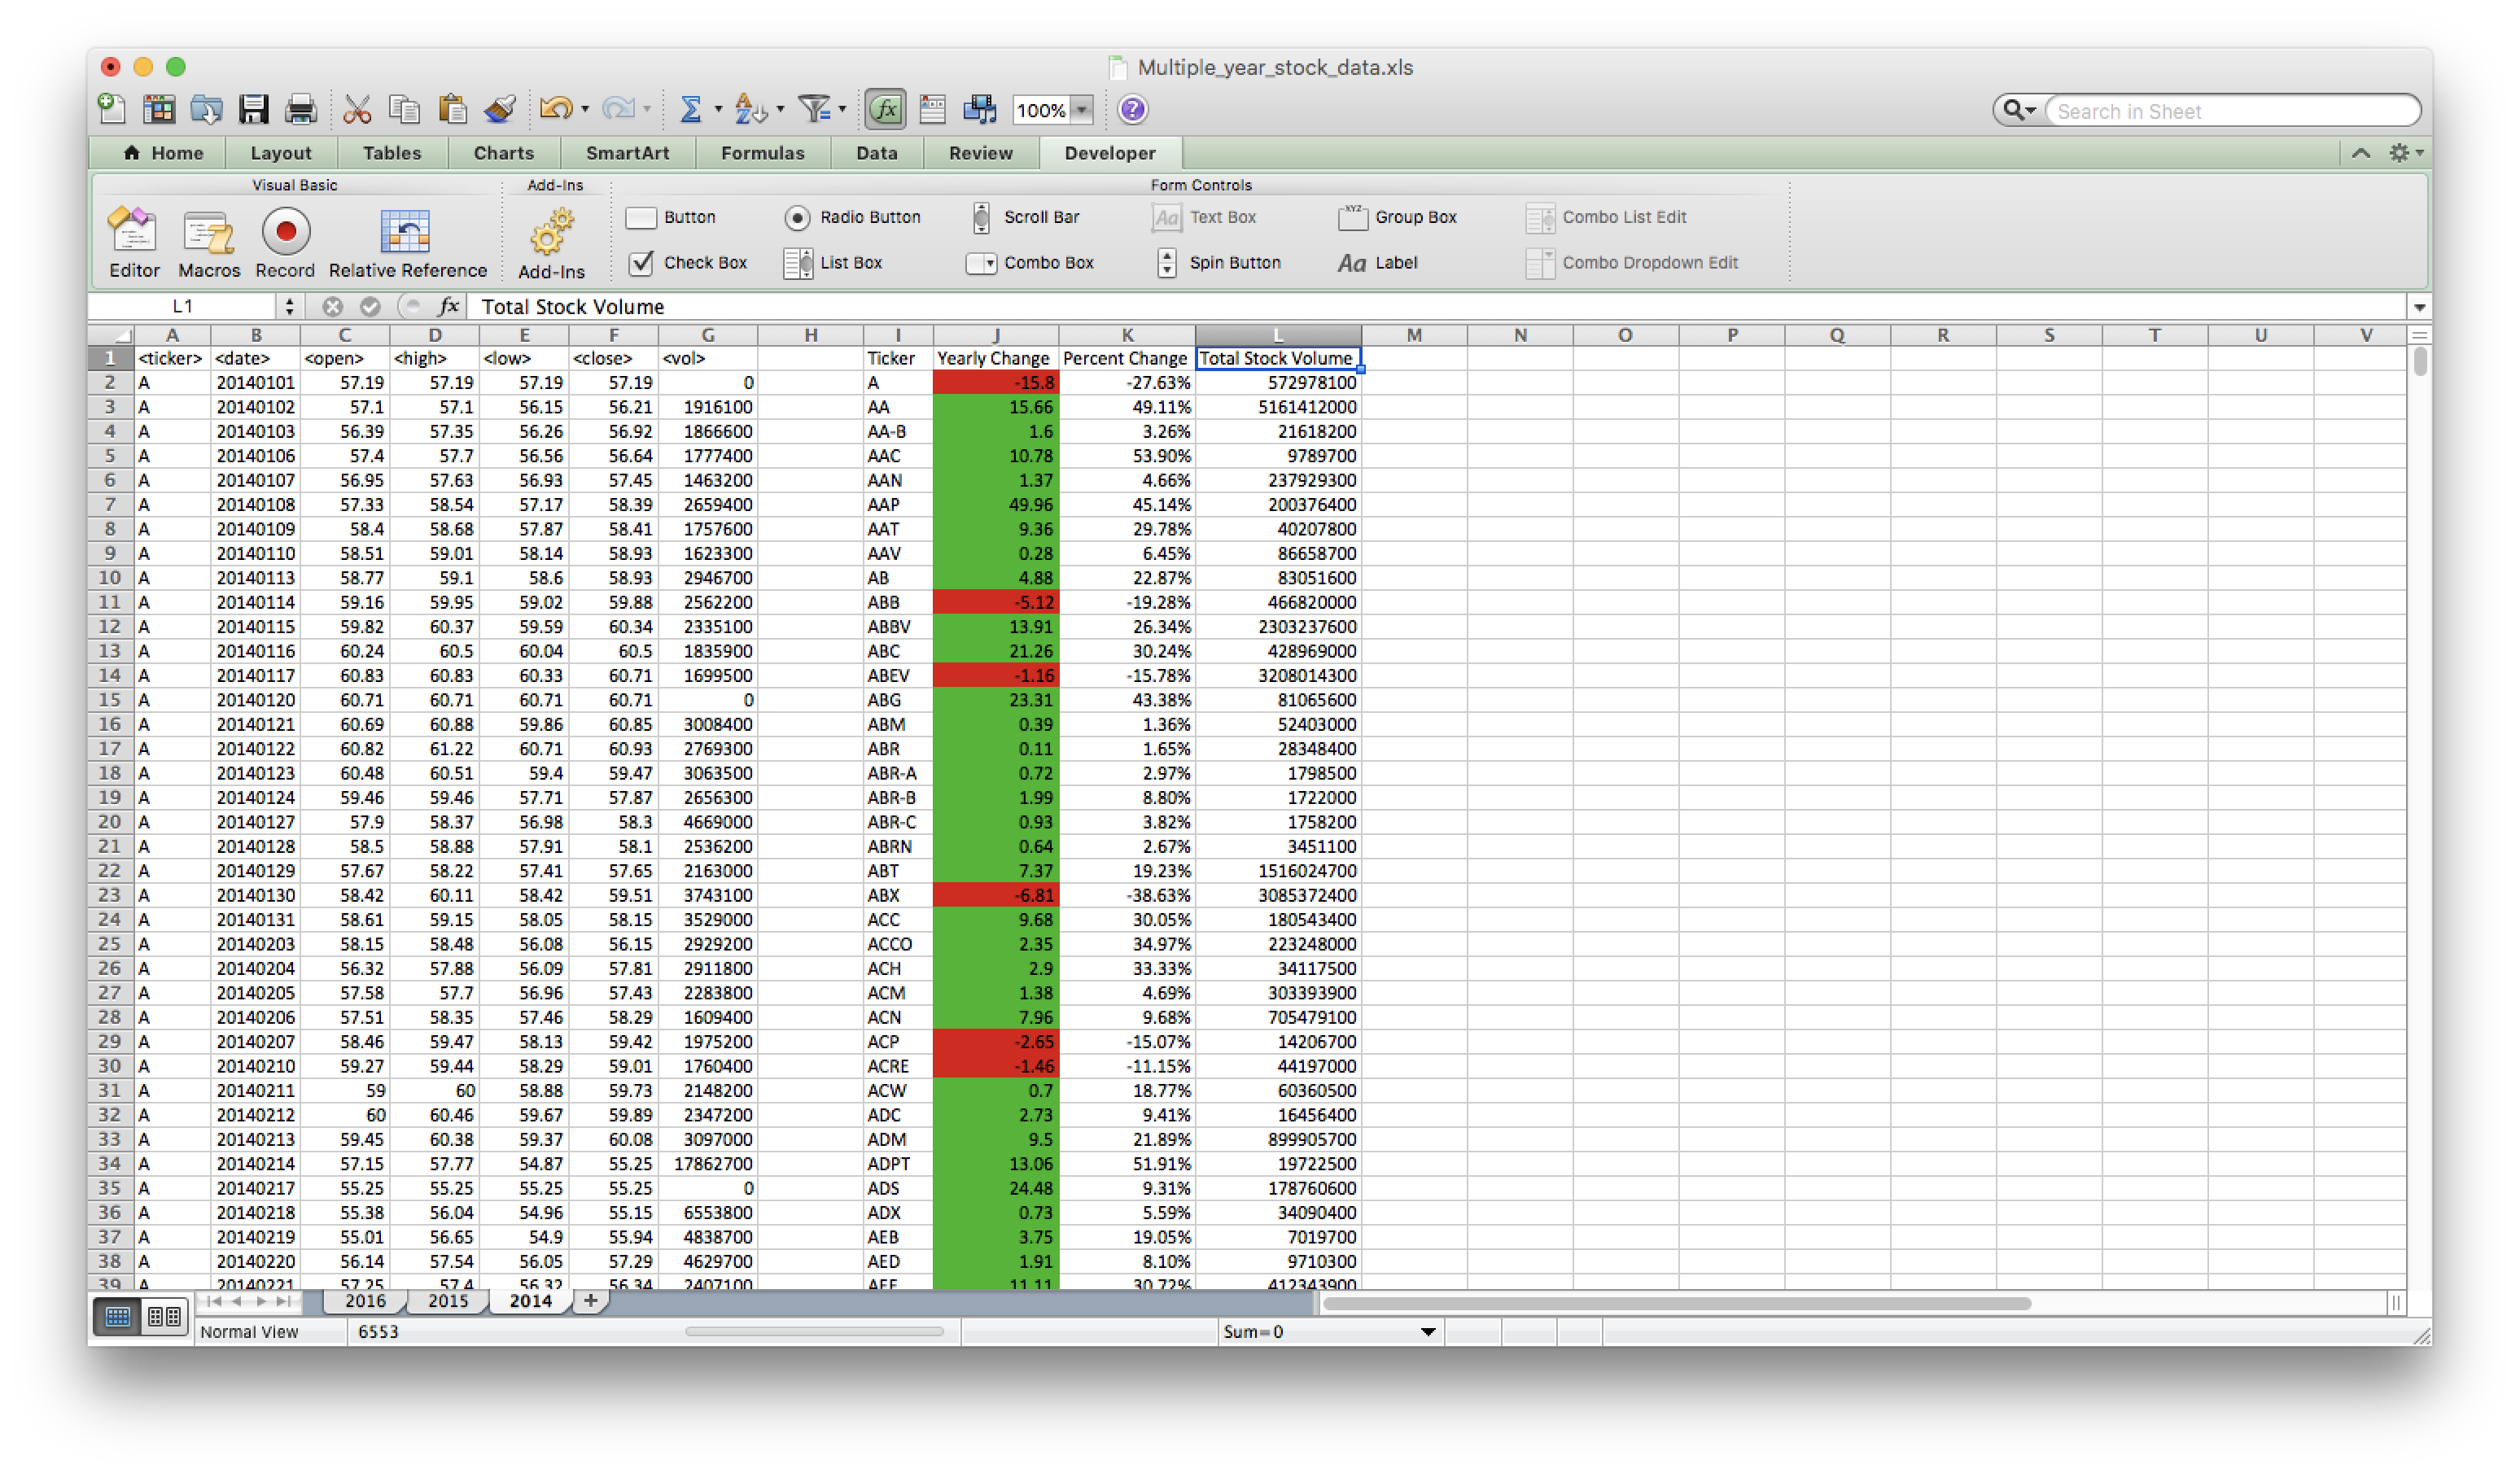 Multiple_year_stock_data.xls
100% ? Search in Sheet
Home Layout Tables Charts SmartArt Formulas Data Review Developer
Visual Basic Add-Ins Form Controls
Button Radio Button Scroll Bar Aa Text Box XYZ Group Box Combo List Edit
Editor Macros Record Relative Reference Add-Ins Check Box List Box Combo Box Spin Button Aa Label Combo Dropdown Edit
L1 fx Total Stock Volume
A B C D E F G H I J K L M N O P Q R S T U V
1 <ticker> <date> <open> <high> <low> <close> <vol> Ticker Yearly Change Percent Change Total Stock Volume
2 A 20140101 57.19 57.19 57.19 57.19 0 A -15.8 -27.63% 572978100
3 A 20140102 57.1 57.1 56.15 56.21 1916100 AA 15.66 49.11% 5161412000
4 A 20140103 56.39 57.35 56.26 56.92 1866600 AA-B 1.6 3.26% 21618200
5 A 20140106 57.4 57.7 56.56 56.64 1777400 AAC 10.78 53.90% 9789700
6 A 20140107 56.95 57.63 56.93 57.45 1463200 AAN 1.37 4.66% 237929300
7 A 20140108 57.33 58.54 57.17 58.39 2659400 AAP 49.96 45.14% 200376400
8 A 20140109 58.4 58.68 57.87 58.41 1757600 AAT 9.36 29.78% 40207800
9 A 20140110 58.51 59.01 58.14 58.93 1623300 AAV 0.28 6.45% 86658700
10 A 20140113 58.77 59.1 58.6 58.93 2946700 AB 4.88 22.87% 83051600
11 A 20140114 59.16 59.95 59.02 59.88 2562200 ABB -5.12 -19.28% 466820000
12 A 20140115 59.82 60.37 59.59 60.34 2335100 ABBV 13.91 26.34% 2303237600
13 A 20140116 60.24 60.5 60.04 60.5 1835900 ABC 21.26 30.24% 428969000
14 A 20140117 60.83 60.83 60.33 60.71 1699500 ABEV -1.16 -15.78% 3208014300
15 A 20140120 60.71 60.71 60.71 60.71 0 ABG 23.31 43.38% 81065600
16 A 20140121 60.69 60.88 59.86 60.85 3008400 ABM 0.39 1.36% 52403000
17 A 20140122 60.82 61.22 60.71 60.93 2769300 ABR 0.11 1.65% 28348400
18 A 20140123 60.48 60.51 59.4 59.47 3063500 ABR-A 0.72 2.97% 1798500
19 A 20140124 59.46 59.46 57.71 57.87 2656300 ABR-B 1.99 8.80% 1722000
20 A 20140127 57.9 58.37 56.98 58.3 4669000 ABR-C 0.93 3.82% 1758200
21 A 20140128 58.5 58.88 57.91 58.1 2536200 ABRN 0.64 2.67% 3451100
22 A 20140129 57.67 58.22 57.41 57.65 2163000 ABT 7.37 19.23% 1516024700
23 A 20140130 58.42 60.11 58.42 59.51 3743100 ABX -6.81 -38.63% 3085372400
24 A 20140131 58.61 59.15 58.05 58.15 3529000 ACC 9.68 30.05% 180543400
25 A 20140203 58.15 58.48 56.08 56.15 2929200 ACCO 2.35 34.97% 223248000
26 A 20140204 56.32 57.88 56.09 57.81 2911800 ACH 2.9 33.33% 34117500
27 A 20140205 57.58 57.7 56.96 57.43 2283800 ACM 1.38 4.69% 303393900
28 A 20140206 57.51 58.35 57.46 58.29 1609400 ACN 7.96 9.68% 705479100
29 A 20140207 58.46 59.47 58.13 59.42 1975200 ACP -2.65 -15.07% 14206700
30 A 20140210 59.27 59.44 58.29 59.01 1760400 ACRE -1.46 -11.15% 44197000
31 A 20140211 59 60 58.88 59.73 2148200 ACW 0.7 18.77% 60360500
32 A 20140212 60 60.46 59.67 59.89 2347200 ADC 2.73 9.41% 16456400
33 A 20140213 59.45 60.38 59.37 60.08 3097000 ADM 9.5 21.89% 899905700
34 A 20140214 57.15 57.77 54.87 55.25 17862700 ADPT 13.06 51.91% 19722500
35 A 20140217 55.25 55.25 55.25 55.25 0 ADS 24.48 9.31% 178760600
36 A 20140218 55.38 56.04 54.96 55.15 6553800 ADX 0.73 5.59% 34090400
37 A 20140219 55.01 56.65 54.9 55.94 4838700 AEB 3.75 19.05% 7019700
38 A 20140220 56.14 57.54 56.05 57.29 4629700 AED 1.91 8.10% 9710300
39 A 20140221 57.25 57.4 56.32 56.34 2407100 AEE 11.11 30.72% 412343900
2016 2015 2014
Normal View 6553 Sum=0